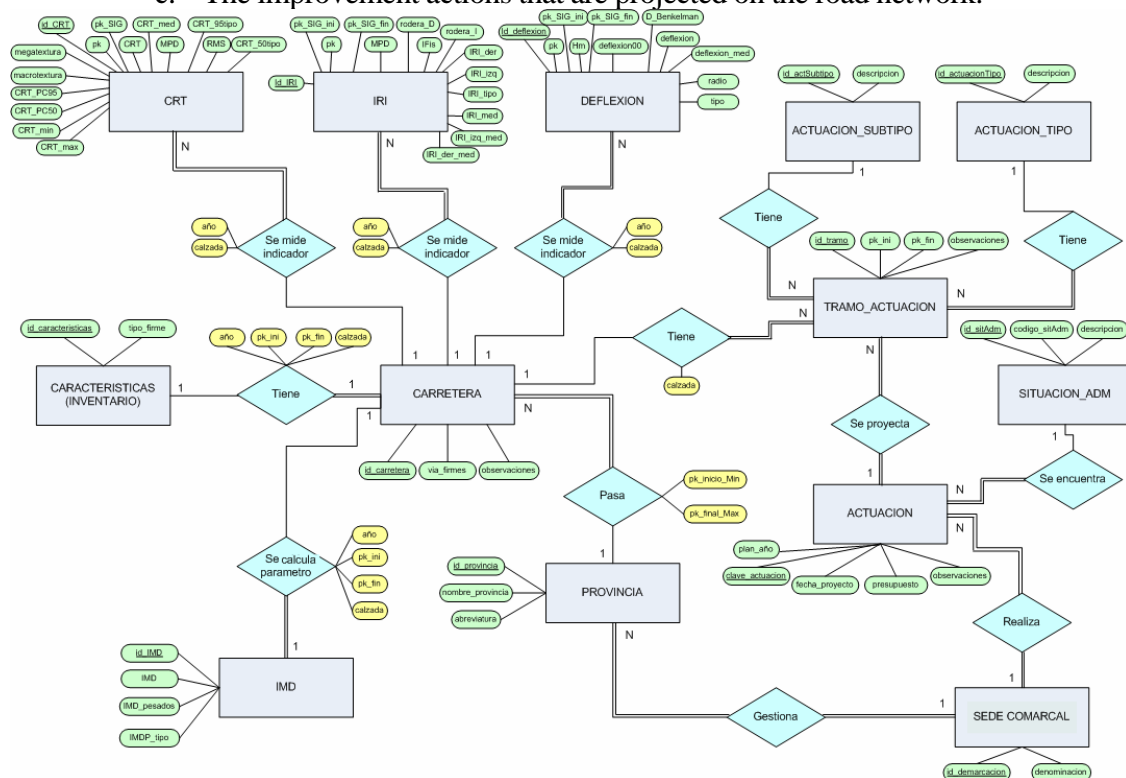 c. The improvement actions that are projected on the road network.
id_CRT
pk_SIG
CRT_med
CRT_95tipo
megatextura
pk
CRT
MPD
RMS
CRT_50tipo
macrotextura
CRT_PC95
CRT_PC50
CRT_min
CRT_max
CRT
pk_SIG_ini
pk_SIG_fin
rodera_D
rodera_I
pk
MPD
IFis
IRI_der
id_IRI
IRI_izq
IRI_tipo
IRI_med
IRI_izq_med
IRI_der_med
IRI
pk_SIG_ini
pk_SIG_fin
D_Benkelman
id_deflexion
deflexion
pk
Hm
deflexion00
deflexion_med
radio
tipo
DEFLEXION
id_actSubtipo
descripcion
ACTUACION_SUBTIPO
id_actuacionTipo
descripcion
ACTUACION_TIPO
N
N
N
1
1
año
calzada
Se mide
indicador
año
calzada
Se mide
indicador
Se mide
indicador
año
calzada
Tiene
Tiene
id_tramo
pk_ini
pk_fin
observaciones
N
N
N
TRAMO_ACTUACION
N
id_caracteristicas
tipo_firme
año
pk_ini
pk_fin
calzada
CARACTERISTICAS
(INVENTARIO)
1
Tiene
1
1
1
1
1
CARRETERA
1
N
Tiene
calzada
id_carretera
via_firmes
observaciones
id_sitAdm
codigo_sitAdm
descripcion
SITUACION_ADM
1
Se proyecta
1
Se encuentra
N
ACTUACION
N
plan_año
clave_actuacion
fecha_proyecto
presupuesto
observaciones
Pasa
pk_inicio_Min
pk_final_Max
1
id_provincia
nombre_provincia
abreviatura
PROVINCIA
N
Se calcula
parametro
año
pk_ini
pk_fin
calzada
1
id_IMD
IMD
IMD_pesados
IMDP_tipo
IMD
Realiza
1
Gestiona
1
SEDE COMARCAL
id_demarcacion
denominacion